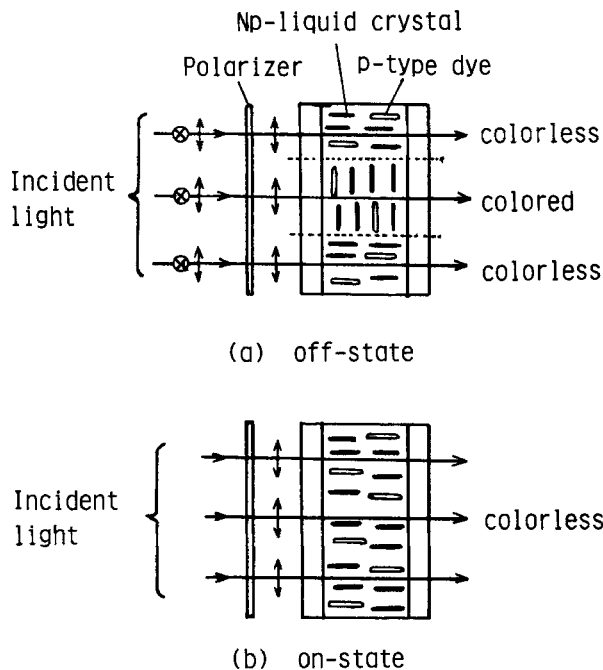 Np-liquid crystal
Polarizer
p-type dye
Incident
light
colorless
colored
colorless
(a) off-state
Incident
light
colorless
(b) on-state